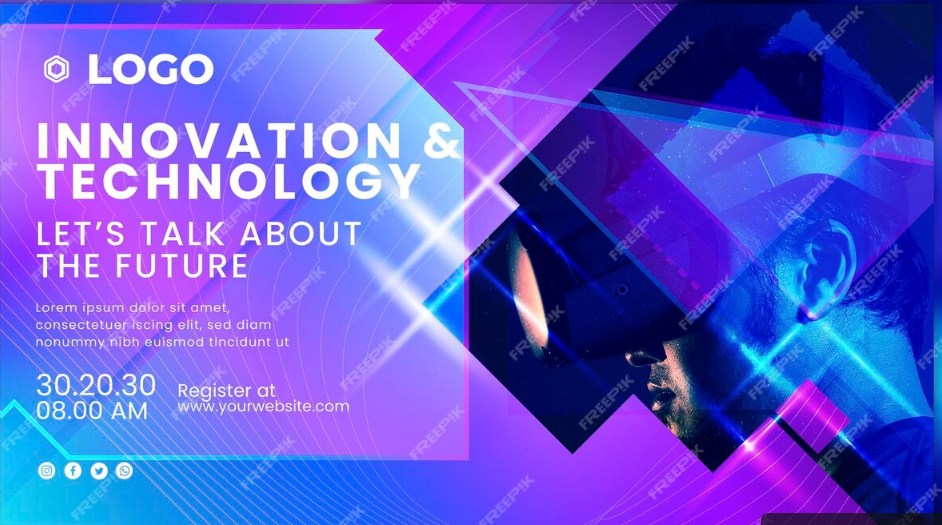 LOGO
INNOVATION &
TECHNOLOGY
LET'S TALK ABOUT
THE FUTURE
Lorem ipsum dolor sit amet,
consectetuer iscing elit, sed diam
nonummy nibh euismod tincidunt ut
30.20.30
08.00 AM
Register at
www.yourwebsite.com
FREEPIK